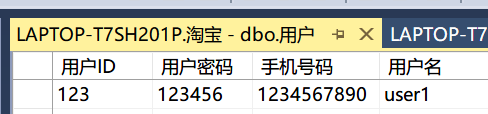 LAPTOP-T7SH201P.淘宝 - dbo.用户 LAPTOP-T7
用户ID 用户密码 手机号码 用户名
123 123456 1234567890 user1